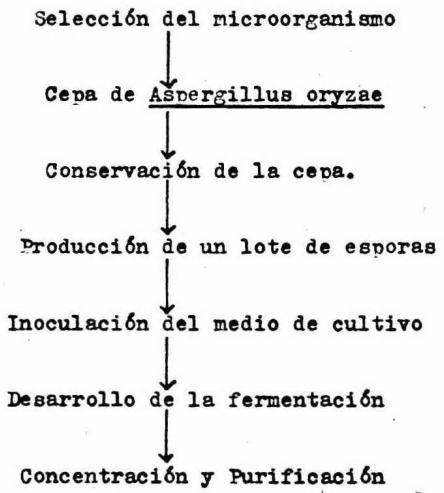 Selección del microorganismo
Cepa de Aspergillus oryzae
Conservación de la cepa.
Producción de un lote de esporas
Inoculación del medio de cultivo
Desarrollo de la fermentación
Concentración y Purificación